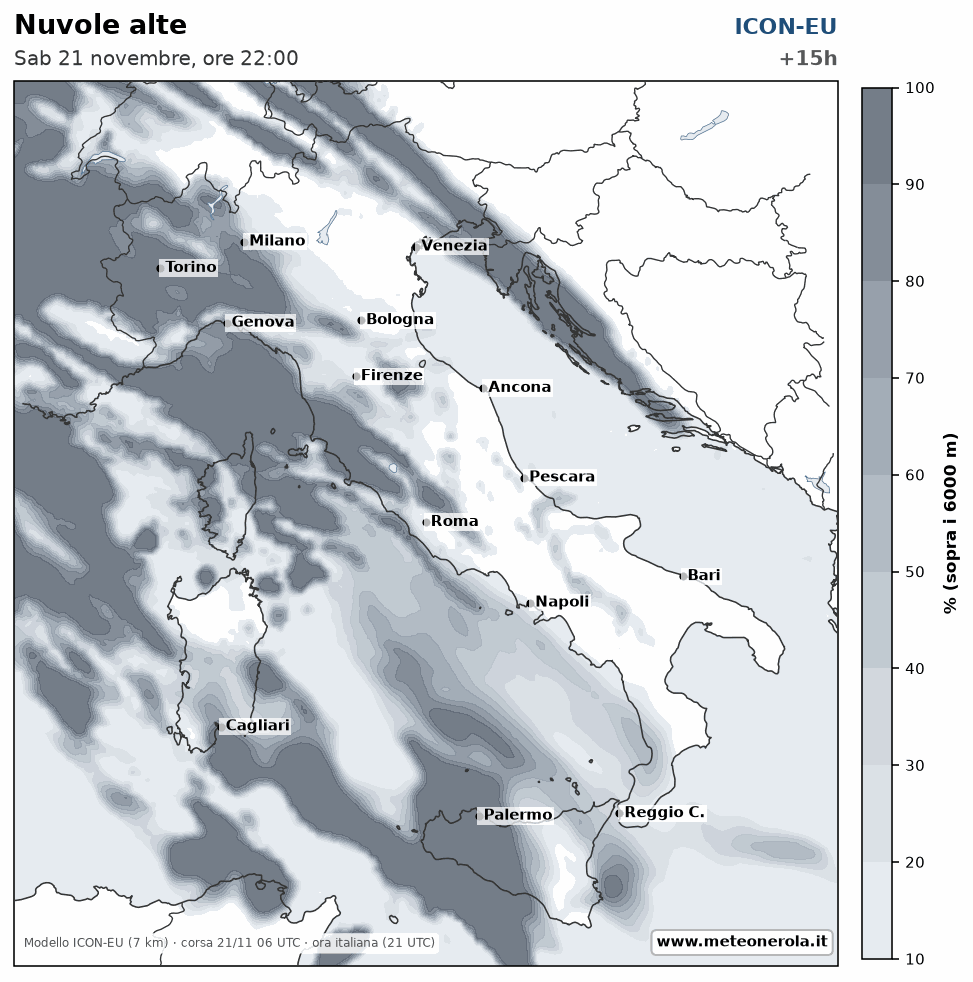 Nuvole alte
ICON-EU
Sab 21 novembre, ore 22:00
+15h
100
90
80
70
60
50
40
30
20
10
% (sopra i 6000 m)
Milano
Venezia
Torino
Genova
Bologna
Firenze
Ancona
Pescara
Roma
Bari
Napoli
Cagliari
Palermo
Reggio C.
Modello ICON-EU (7 km) · corsa 21/11 06 UTC · ora italiana (21 UTC)
www.meteonerola.it